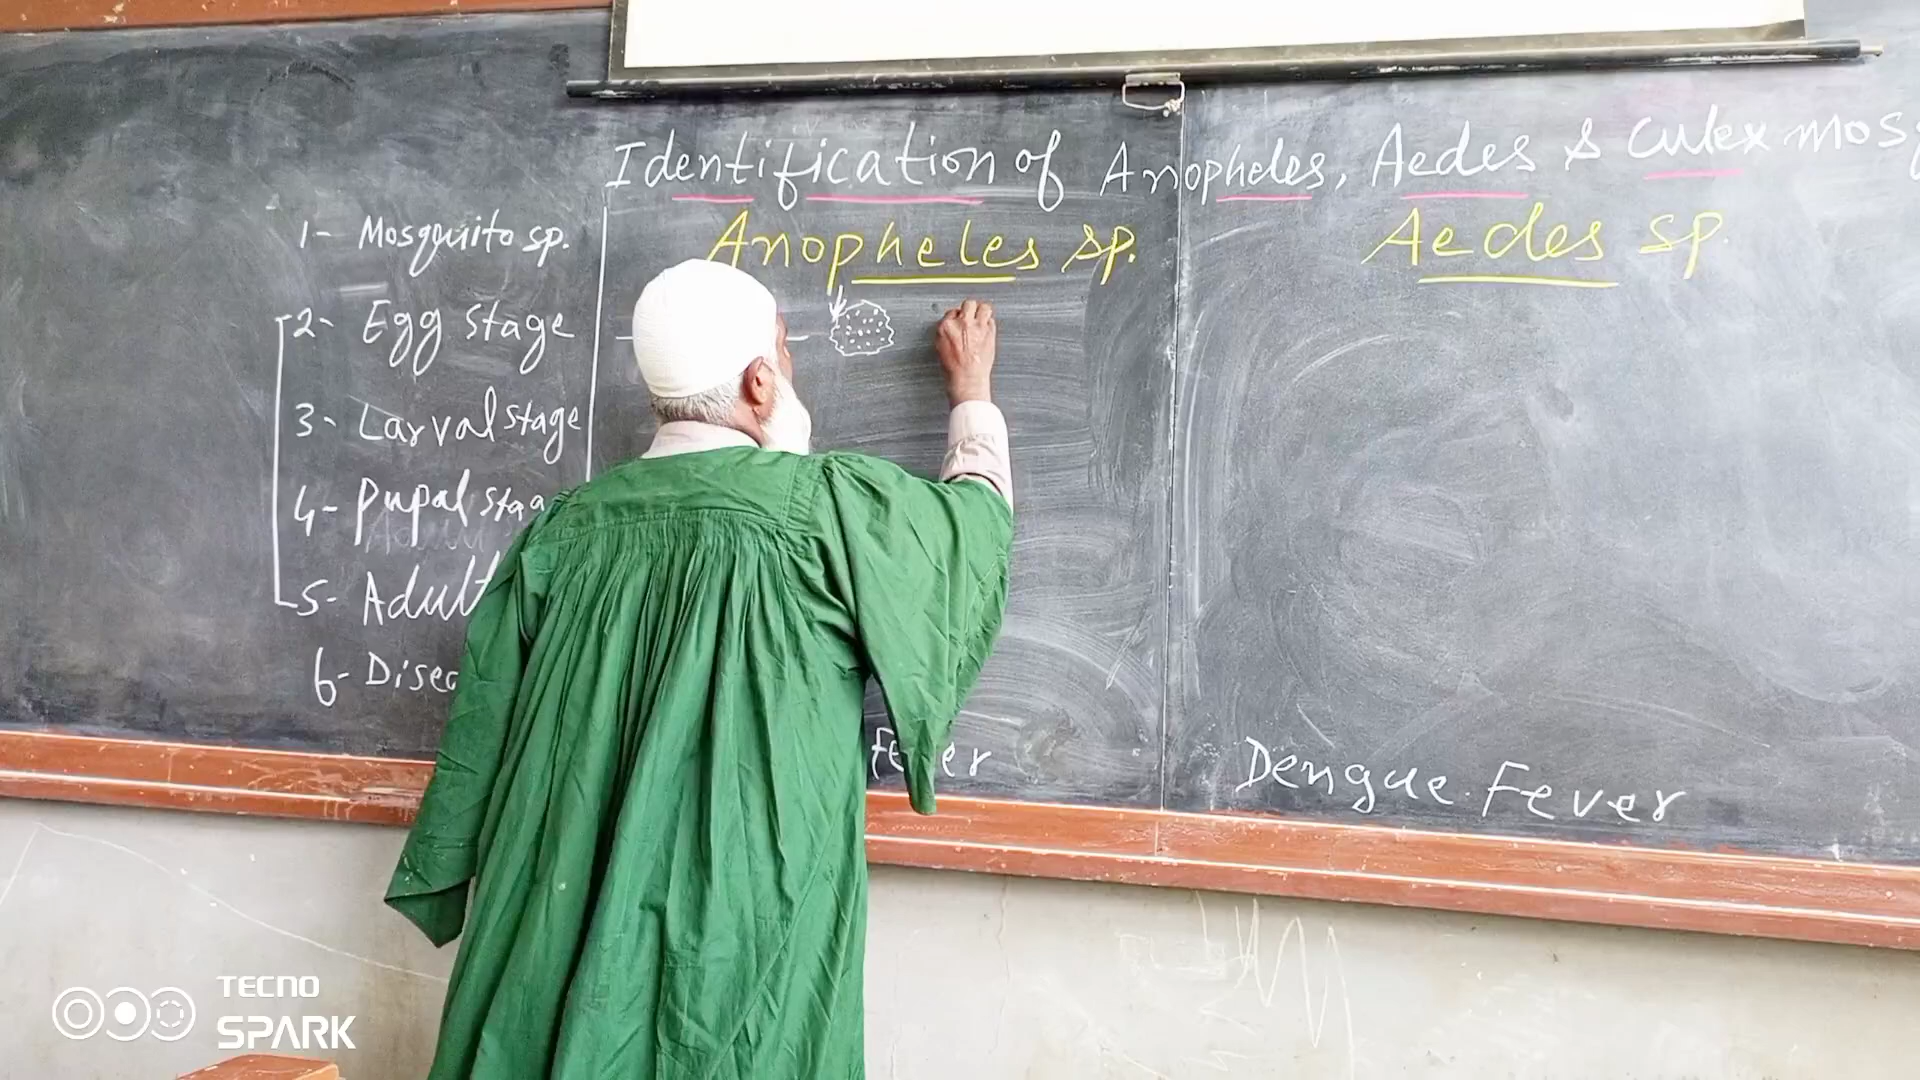 Identification of Anopheles, Aedes & Culex mos
1- Mosquito sp.
Anopheles sp.
Aedes sp.
2- Egg stage
3- Larval stage
4- Pupal stag
5- Adult
6- Disea
Fever
Dengue Fever
TECNO
SPARK